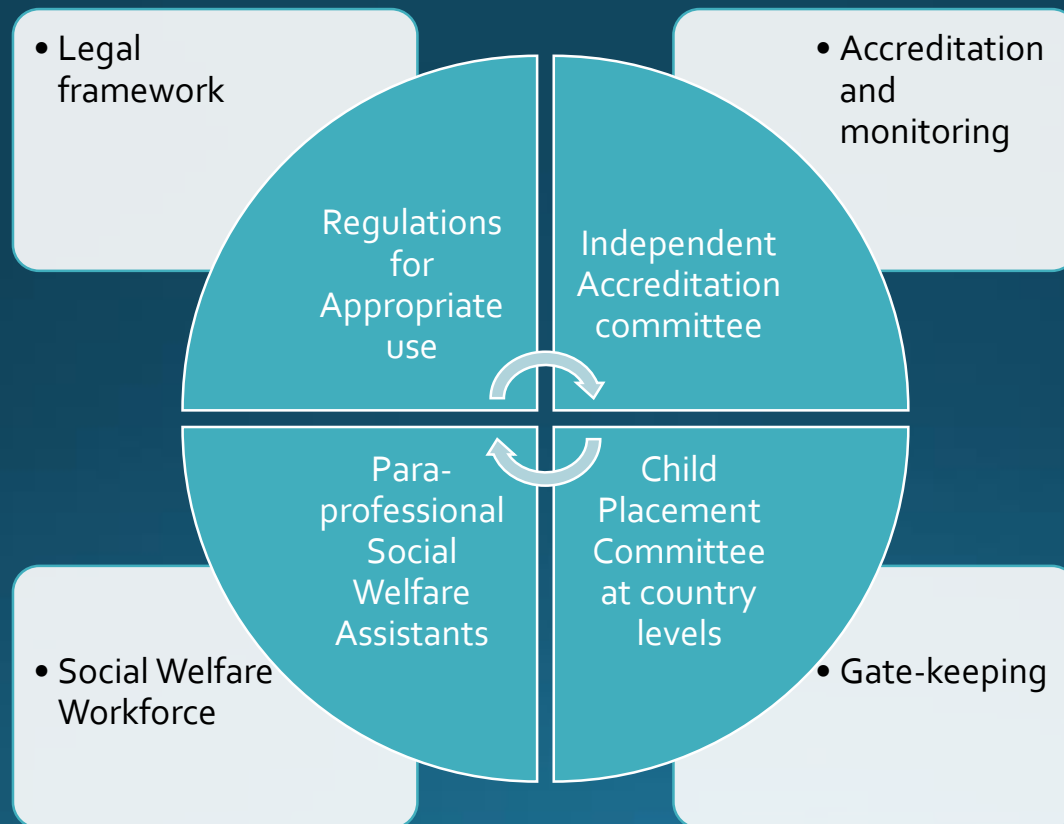 • Legal
framework
• Accreditation
and
monitoring
Regulations
for
Appropriate
use
Independent
Accreditation
committee
Para-
professional
Social
Welfare
Assistants
Child
Placement
Committee
at country
levels
• Social Welfare
Workforce
• Gate-keeping